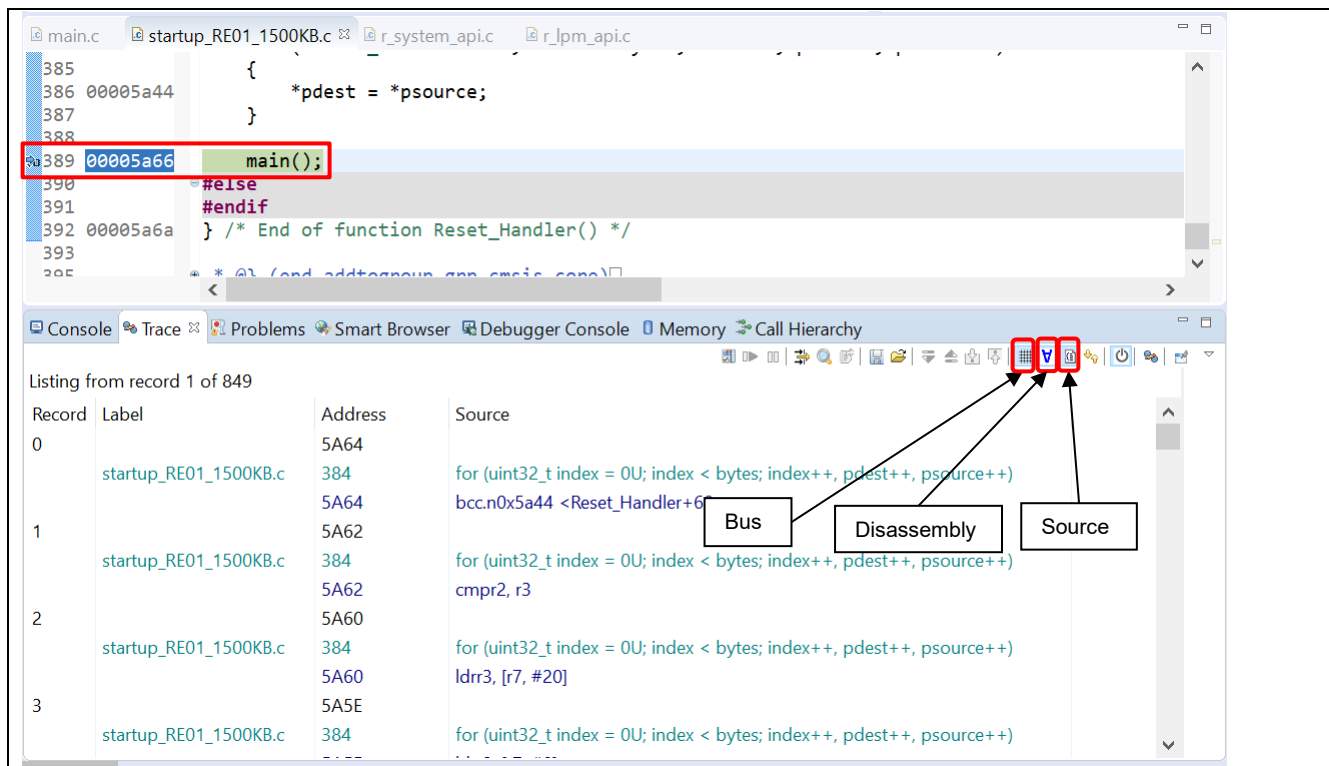 main.c startup_RE01_1500KB.c r_system_api.c r_lpm_api.c
385 {
386 00005a44 *pdest = *psource;
387 }
388
389 00005a66 main();
390 #else
391 #endif
392 00005a6a } /* End of function Reset_Handler() */
393
395 * @} (end addtogroup grp_cmsis_core)
Console Trace Problems Smart Browser Debugger Console Memory Call Hierarchy
Listing from record 1 of 849
Record Label Address Source
0 5A64
startup_RE01_1500KB.c 384 for (uint32_t index = 0U; index < bytes; index++, pdest++, psource++)
5A64 bcc.n0x5a44 <Reset_Handler+6
Bus
Disassembly
Source
1 5A62
startup_RE01_1500KB.c 384 for (uint32_t index = 0U; index < bytes; index++, pdest++, psource++)
5A62 cmpr2, r3
2 5A60
startup_RE01_1500KB.c 384 for (uint32_t index = 0U; index < bytes; index++, pdest++, psource++)
5A60 ldrr3, [r7, #20]
3 5A5E
startup_RE01_1500KB.c 384 for (uint32_t index = 0U; index < bytes; index++, pdest++, psource++)